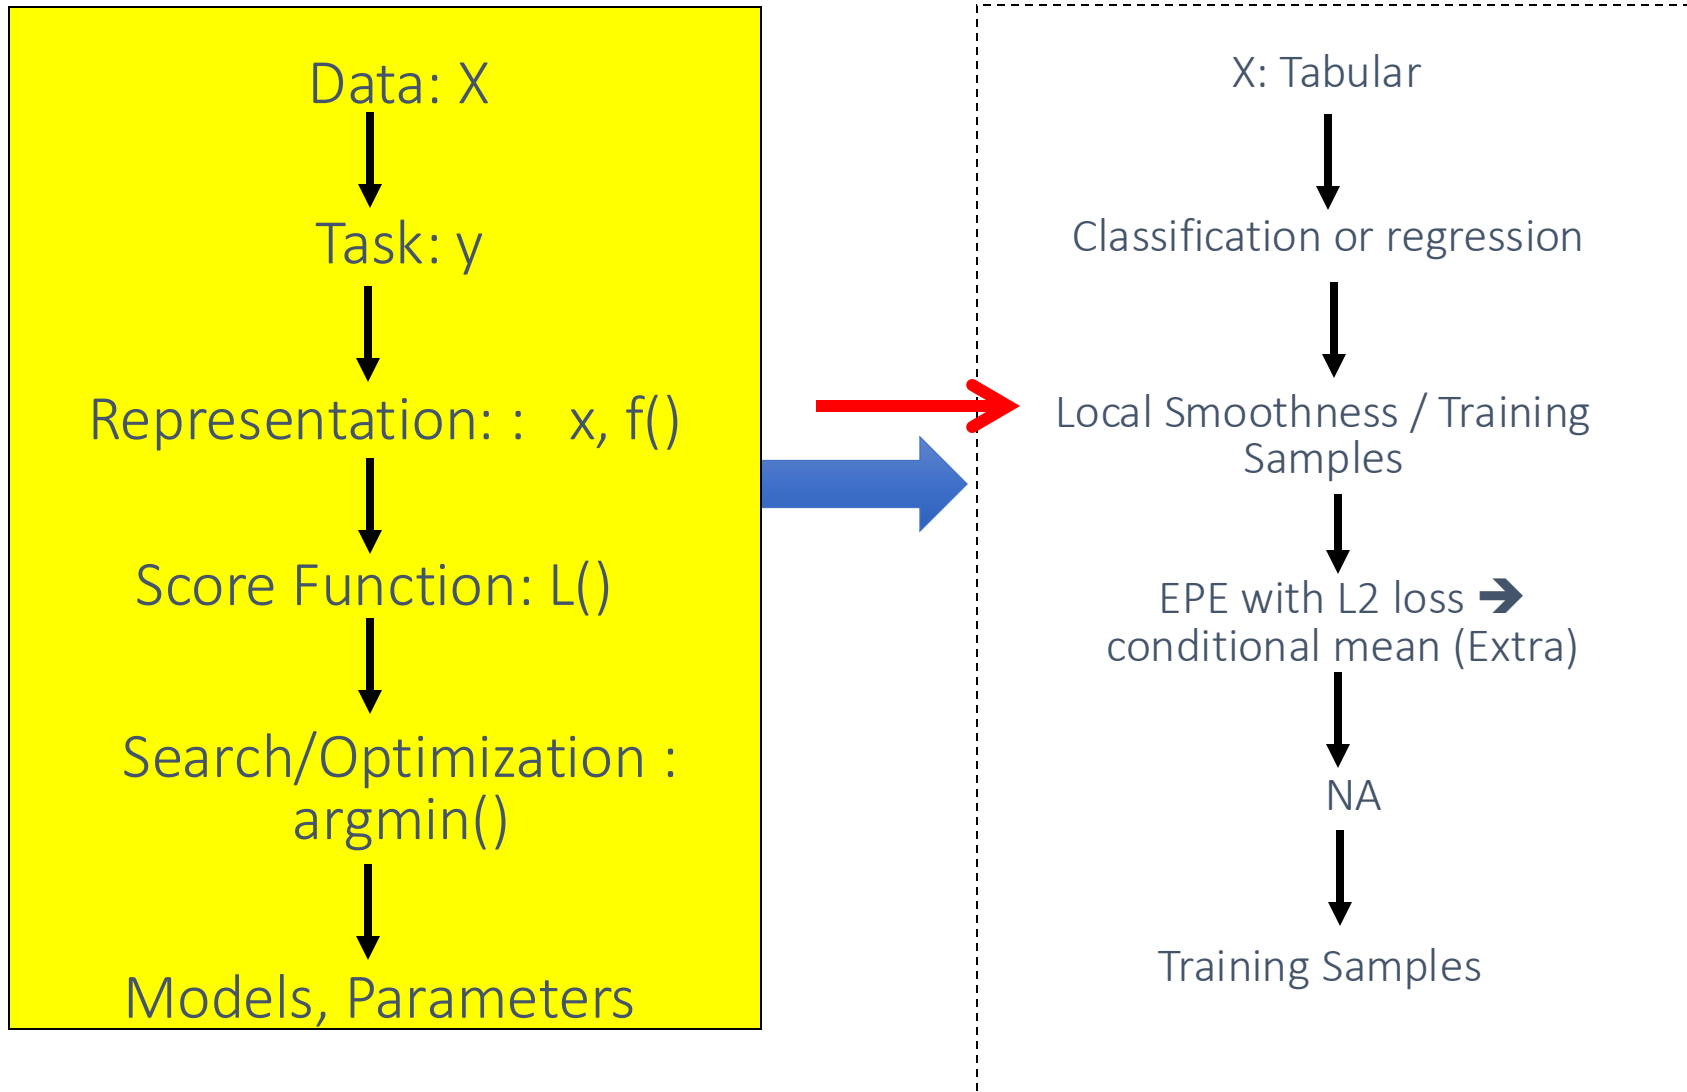 Data: X
Task: y
Representation: :   x, f()
Score Function: L()
Search/Optimization :
argmin()
Models, Parameters
X: Tabular
Classification or regression
Local Smoothness / Training
Samples
EPE with L2 loss ➔
conditional mean (Extra)
NA
Training Samples